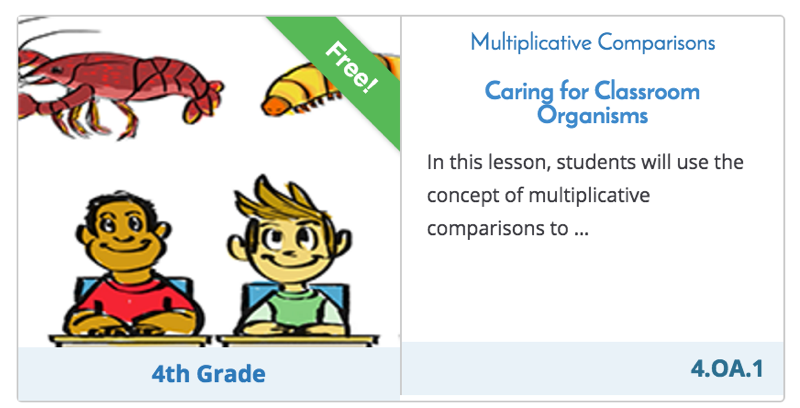 Free!
4th Grade
Multiplicative Comparisons
Caring for Classroom
Organisms
In this lesson, students will use the
concept of multiplicative
comparisons to ...
4.OA.1